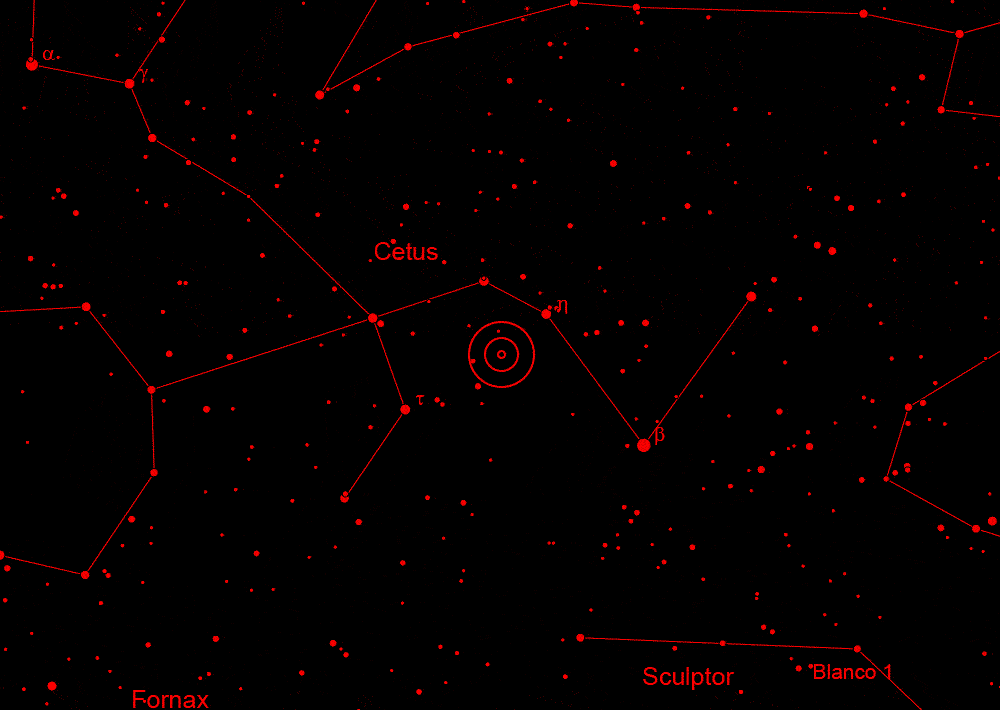 α
γ
Cetus
η
τ
β
Sculptor
Blanco 1
Fornax